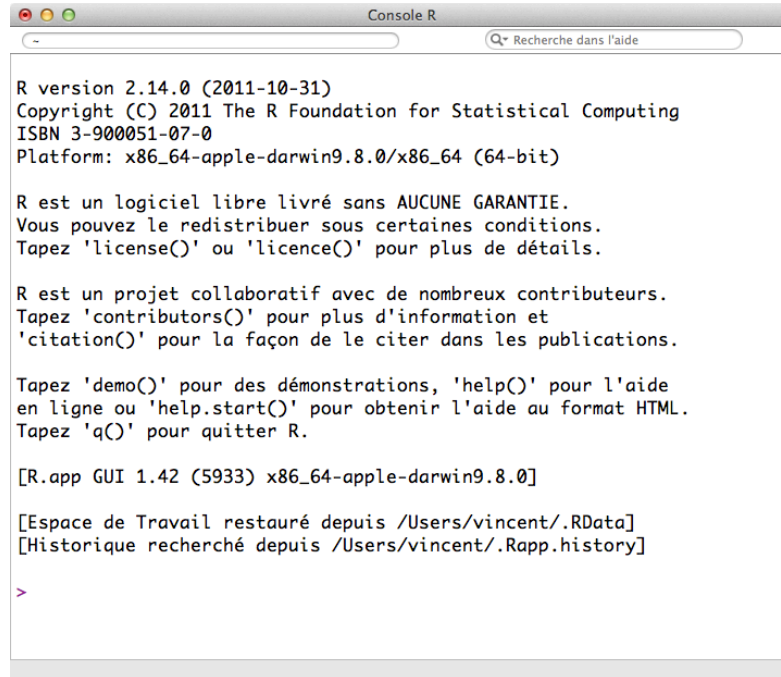 Console R
~
Recherche dans l'aide
R version 2.14.0 (2011-10-31)
Copyright (C) 2011 The R Foundation for Statistical Computing
ISBN 3-900051-07-0
Platform: x86_64-apple-darwin9.8.0/x86_64 (64-bit)
R est un logiciel libre livré sans AUCUNE GARANTIE.
Vous pouvez le redistribuer sous certaines conditions.
Tapez 'license()' ou 'licence()' pour plus de détails.
R est un projet collaboratif avec de nombreux contributeurs.
Tapez 'contributors()' pour plus d'information et
'citation()' pour la façon de le citer dans les publications.
Tapez 'demo()' pour des démonstrations, 'help()' pour l'aide
en ligne ou 'help.start()' pour obtenir l'aide au format HTML.
Tapez 'q()' pour quitter R.
[R.app GUI 1.42 (5933) x86_64-apple-darwin9.8.0]
[Espace de Travail restauré depuis /Users/vincent/.RData]
[Historique recherché depuis /Users/vincent/.Rapp.history]
>